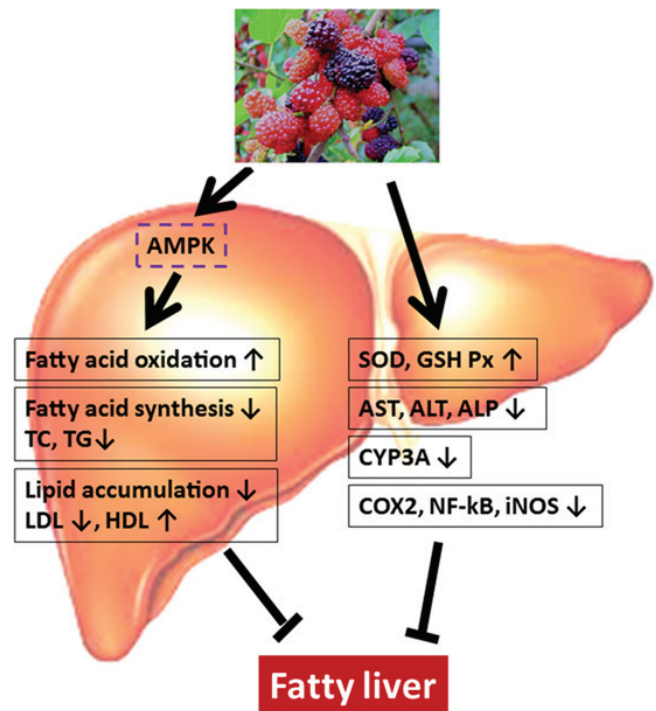 AMPK
Fatty acid oxidation ↑
Fatty acid synthesis ↓
TC, TG↓
Lipid accumulation ↓
LDL ↓, HDL ↑
SOD, GSH Px ↑
AST, ALT, ALP ↓
CYP3A ↓
COX2, NF-kB, iNOS ↓
Fatty liver